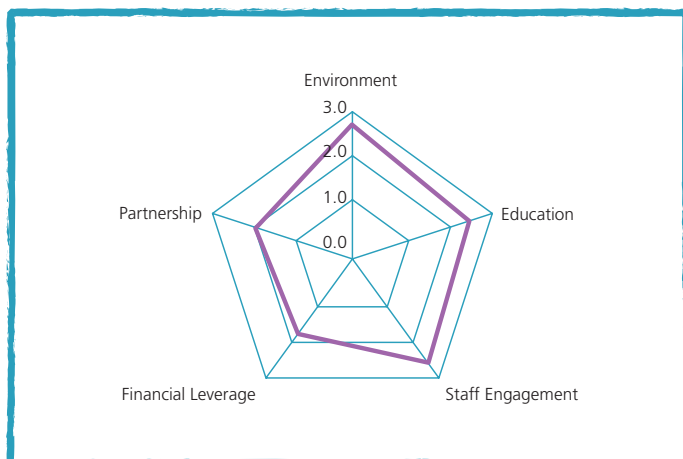 Environment
3.0
2.0
1.0
0.0
Partnership
Education
Financial Leverage
Staff Engagement